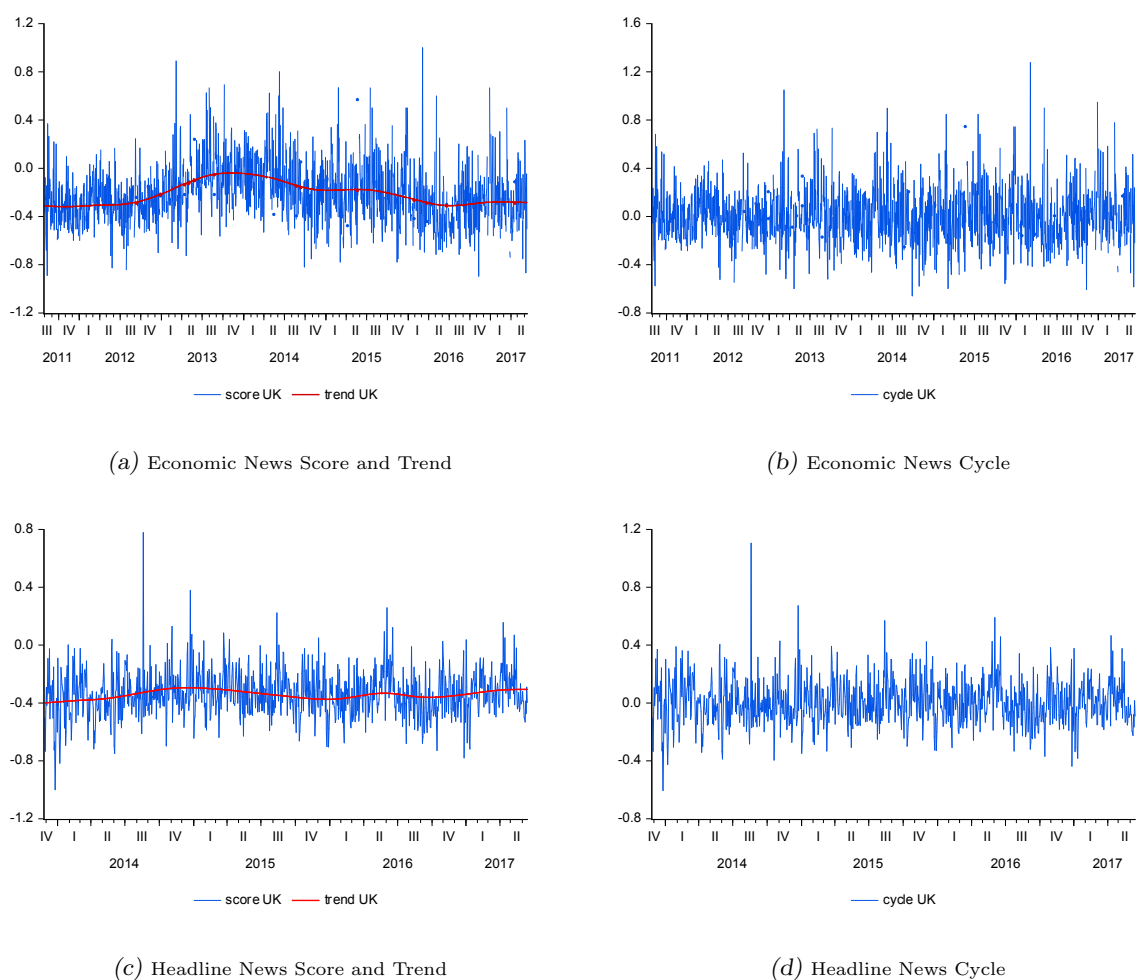 1.2
0.8
0.4
0.0
-0.4
-0.8
-1.2
III IV I II III IV I II III IV I II III IV I II III IV I II III IV I II
2011 2012 2013 2014 2015 2016 2017
score UK trend UK
(a) Economic News Score and Trend
1.6
1.2
0.8
0.4
0.0
-0.4
-0.8
III IV I II III IV I II III IV I II III IV I II III IV I II III IV I II
2011 2012 2013 2014 2015 2016 2017
cycle UK
(b) Economic News Cycle
0.8
0.4
0.0
-0.4
-0.8
-1.2
IV I II III IV I II III IV I II III IV I II
2014 2015 2016 2017
score UK trend UK
(c) Headline News Score and Trend
1.2
0.8
0.4
0.0
-0.4
-0.8
IV I II III IV I II III IV I II III IV I II
2014 2015 2016 2017
cycle UK
(d) Headline News Cycle